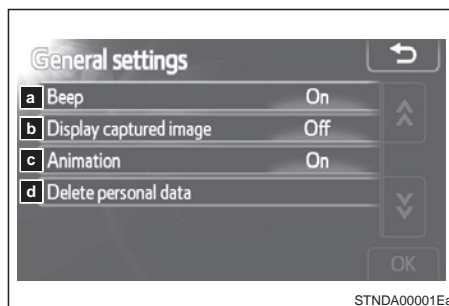 General settings
a Beep On
b Display captured image Off
c Animation On
d Delete personal data
OK
STNDA00001Ea